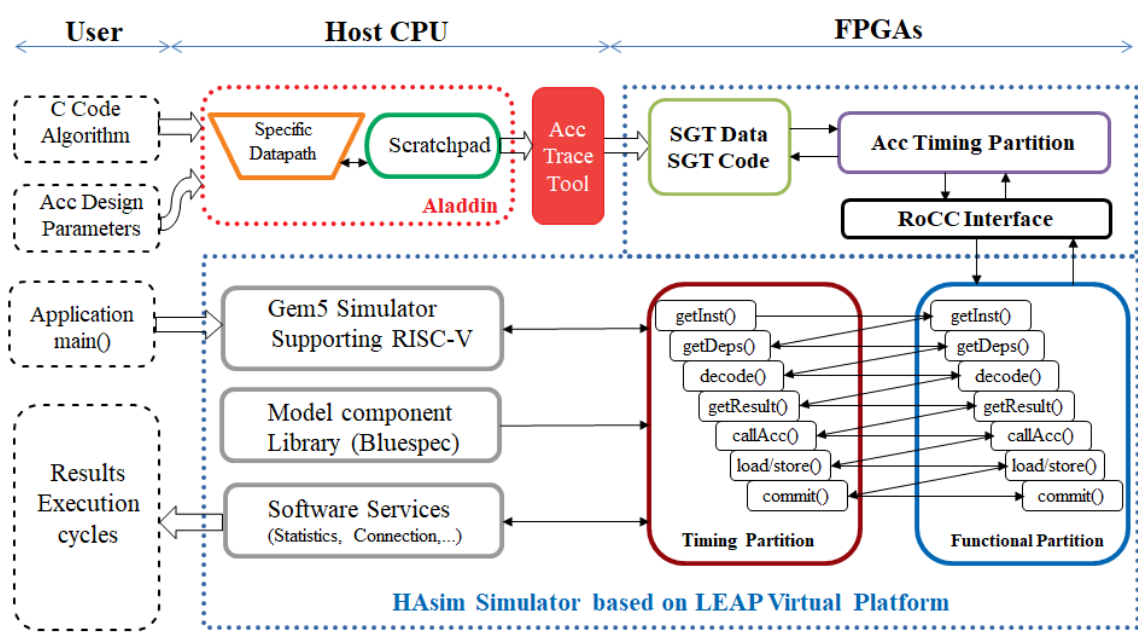 User
Host CPU
FPGAs
C Code
Algorithm
Acc Design
Parameters
Specific
Datapath
Scratchpad
Aladdin
Acc
Trace
Tool
SGT Data
SGT Code
Acc Timing Partition
RoCC Interface
Application
main()
Gem5 Simulator
Supporting RISC-V
Model component
Library (Bluespec)
Software Services
(Statistics, Connection,...)
Results
Execution
cycles
getInst()
getDeps()
decode()
getResult()
callAcc()
load/store()
commit()
Timing Partition
getInst()
getDeps()
decode()
getResult()
callAcc()
load/store()
commit()
Functional Partition
HAsim Simulator based on LEAP Virtual Platform